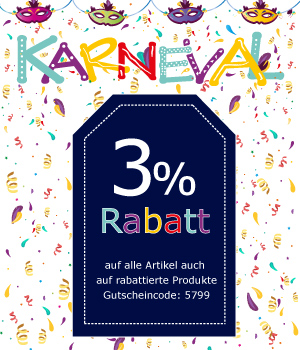 KARNEVAL
3%
Rabatt
auf alle Artikel auch
auf rabattierte Produkte
Gutscheincode: 5799